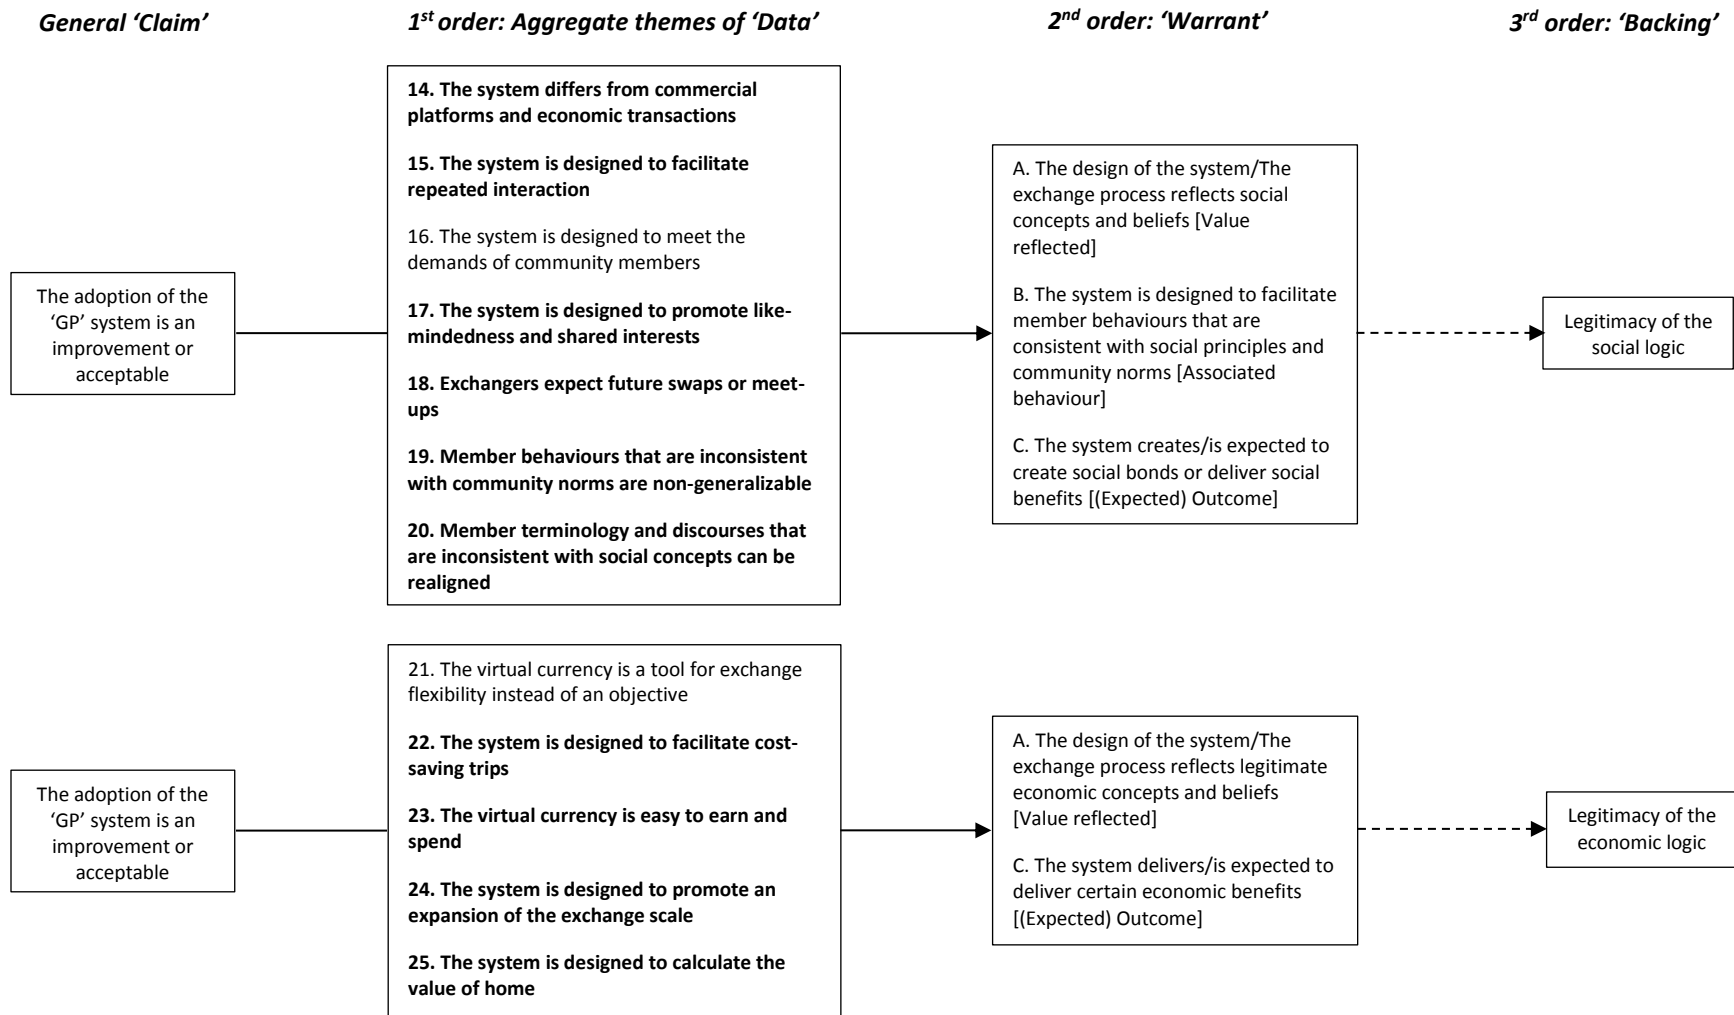 General ‘Claim’
1st order: Aggregate themes of ‘Data’
2nd order: ‘Warrant’
3rd order: ‘Backing’
The adoption of the
‘GP’ system is an
improvement or
acceptable
14. The system differs from commercial
platforms and economic transactions
15. The system is designed to facilitate
repeated interaction
16. The system is designed to meet the
demands of community members
17. The system is designed to promote like-
mindedness and shared interests
18. Exchangers expect future swaps or meet-
ups
19. Member behaviours that are inconsistent
with community norms are non-generalizable
20. Member terminology and discourses that
are inconsistent with social concepts can be
realigned
A. The design of the system/The
exchange process reflects social
concepts and beliefs [Value
reflected]
B. The system is designed to facilitate
member behaviours that are
consistent with social principles and
community norms [Associated
behaviour]
C. The system creates/is expected to
create social bonds or deliver social
benefits [(Expected) Outcome]
Legitimacy of the
social logic
The adoption of the
‘GP’ system is an
improvement or
acceptable
21. The virtual currency is a tool for exchange
flexibility instead of an objective
22. The system is designed to facilitate cost-
saving trips
23. The virtual currency is easy to earn and
spend
24. The system is designed to promote an
expansion of the exchange scale
25. The system is designed to calculate the
value of home
A. The design of the system/The
exchange process reflects legitimate
economic concepts and beliefs
[Value reflected]
C. The system delivers/is expected to
deliver certain economic benefits
[(Expected) Outcome]
Legitimacy of the
economic logic